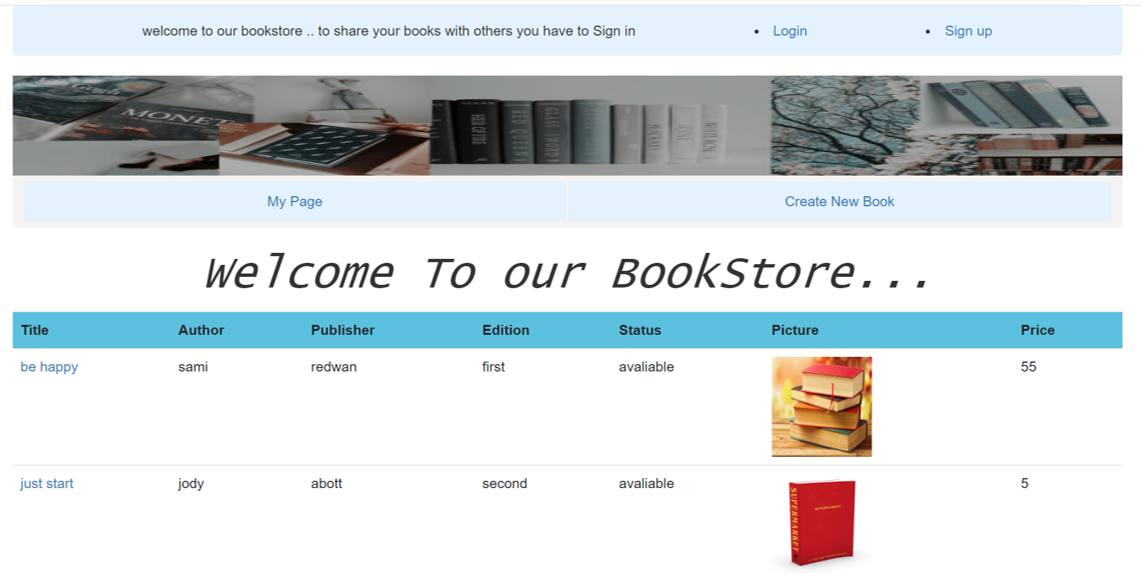 welcome to our bookstore .. to share your books with others you have to Sign in
Login
Sign up
MONET
My Page
Create New Book
Welcome To our BookStore...
Title Author Publisher Edition Status Picture Price
be happy sami redwan first avaliable 55
just start jody abott second avaliable 5
SUPERMARKET